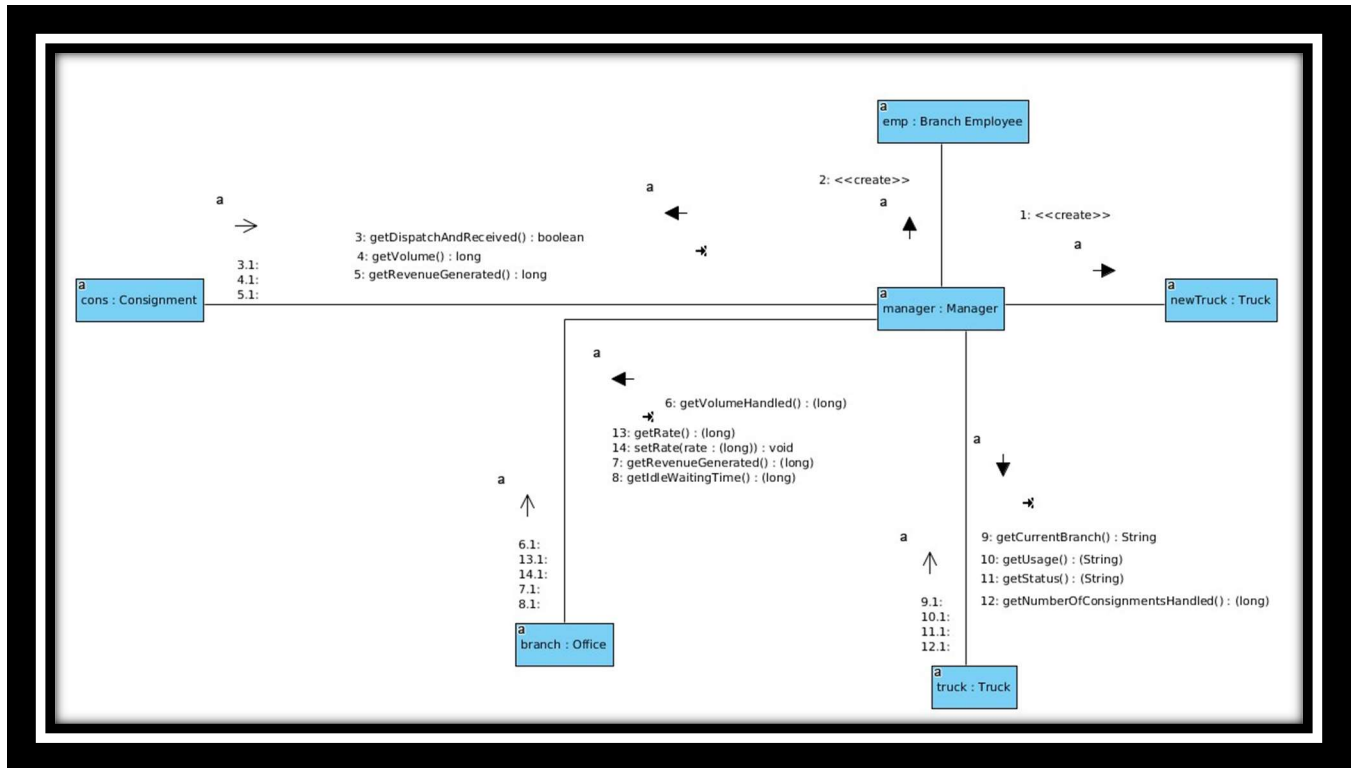 a
emp : Branch Employee
2: <<create>>
a
a
a
1: <<create>>
a
3: getDispatchAndReceived() : boolean
4: getVolume() : long
5: getRevenueGenerated() : long
3.1:
4.1:
5.1:
a
cons : Consignment
a
manager : Manager
a
newTruck : Truck
a
6: getVolumeHandled() : (long)
13: getRate() : (long)
14: setRate(rate : (long)) : void
7: getRevenueGenerated() : (long)
8: getIdleWaitingTime() : (long)
a
a
6.1:
13.1:
14.1:
7.1:
8.1:
a
9: getCurrentBranch() : String
10: getUsage() : (String)
11: getStatus() : (String)
12: getNumberOfConsignmentsHandled() : (long)
9.1:
10.1:
11.1:
12.1:
a
branch : Office
a
truck : Truck